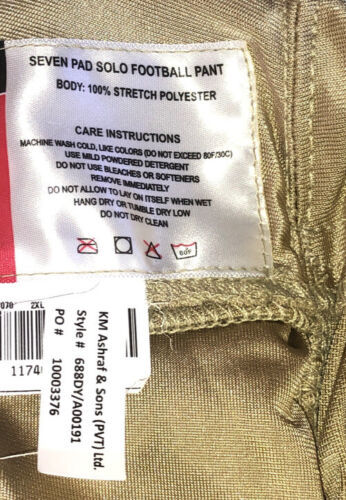 SEVEN PAD SOLO FOOTBALL PANT
BODY: 100% STRETCH POLYESTER
CARE INSTRUCTIONS
MACHINE WASH COLD, LIKE COLORS (DO NOT EXCEED 80F/30C)
USE MILD POWDERED DETERGENT
DO NOT USE BLEACHES OR SOFTENERS
REMOVE IMMEDIATELY
DO NOT ALLOW TO LAY ON ITSELF WHEN WET
HANG DRY OR TUMBLE DRY LOW
DO NOT DRY CLEAN
80F
2XL
KM Ashraf & Sons (PVT) Ltd.
Style # 688DY/A00191
PO # 10003376